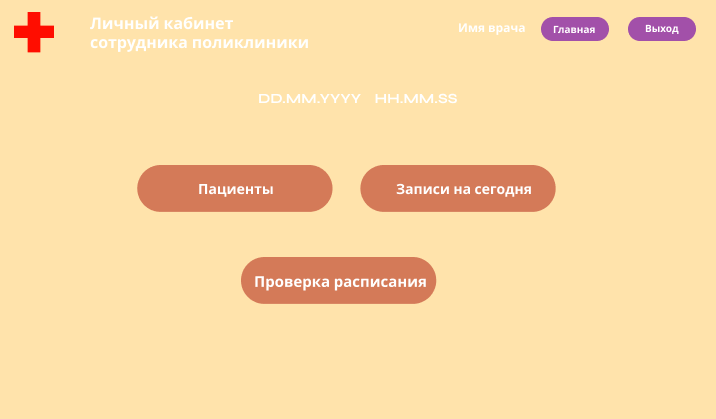 Личный кабинет
сотрудника поликлиники
Имя врача
Главная
Выход
DD.MM.YYYY HH.MM.SS
Пациенты
Записи на сегодня
Проверка расписания